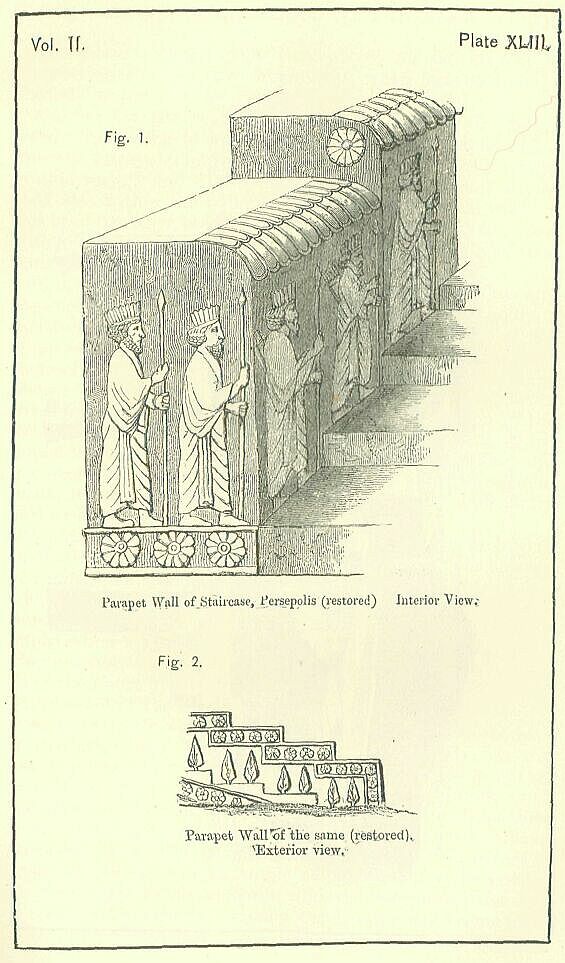 Vol. II.
Plate XLIII.
Fig. 1.
Parapet Wall of Staircase, Persepolis (restored) Interior View.
Fig. 2.
Parapet Wall of the same (restored).
Exterior view.